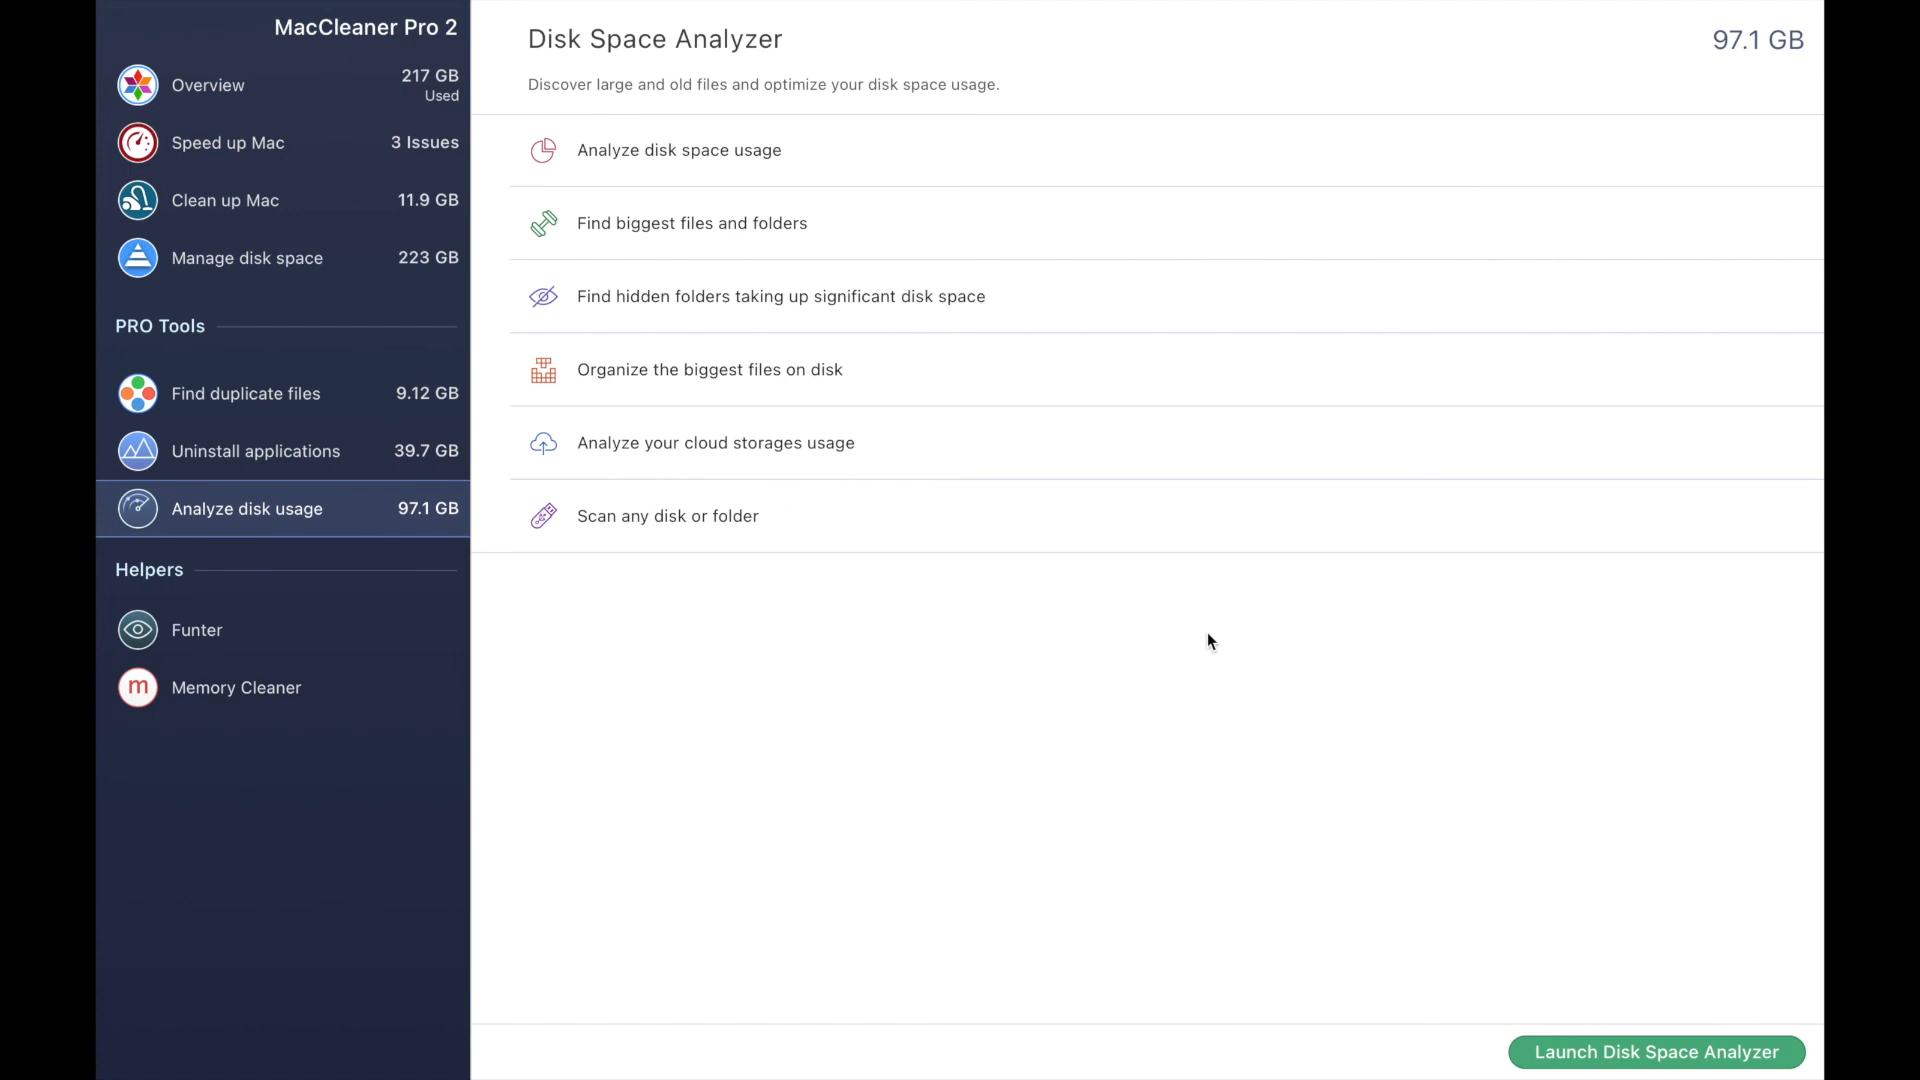 MacCleaner Pro 2
Overview
217 GB
Used
Speed up Mac
3 Issues
Clean up Mac
11.9 GB
Manage disk space
223 GB
PRO Tools
Find duplicate files
9.12 GB
Uninstall applications
39.7 GB
Analyze disk usage
97.1 GB
Helpers
Funter
m
Memory Cleaner
Disk Space Analyzer
97.1 GB
Discover large and old files and optimize your disk space usage.
Analyze disk space usage
Find biggest files and folders
Find hidden folders taking up significant disk space
Organize the biggest files on disk
Analyze your cloud storages usage
Scan any disk or folder
Launch Disk Space Analyzer